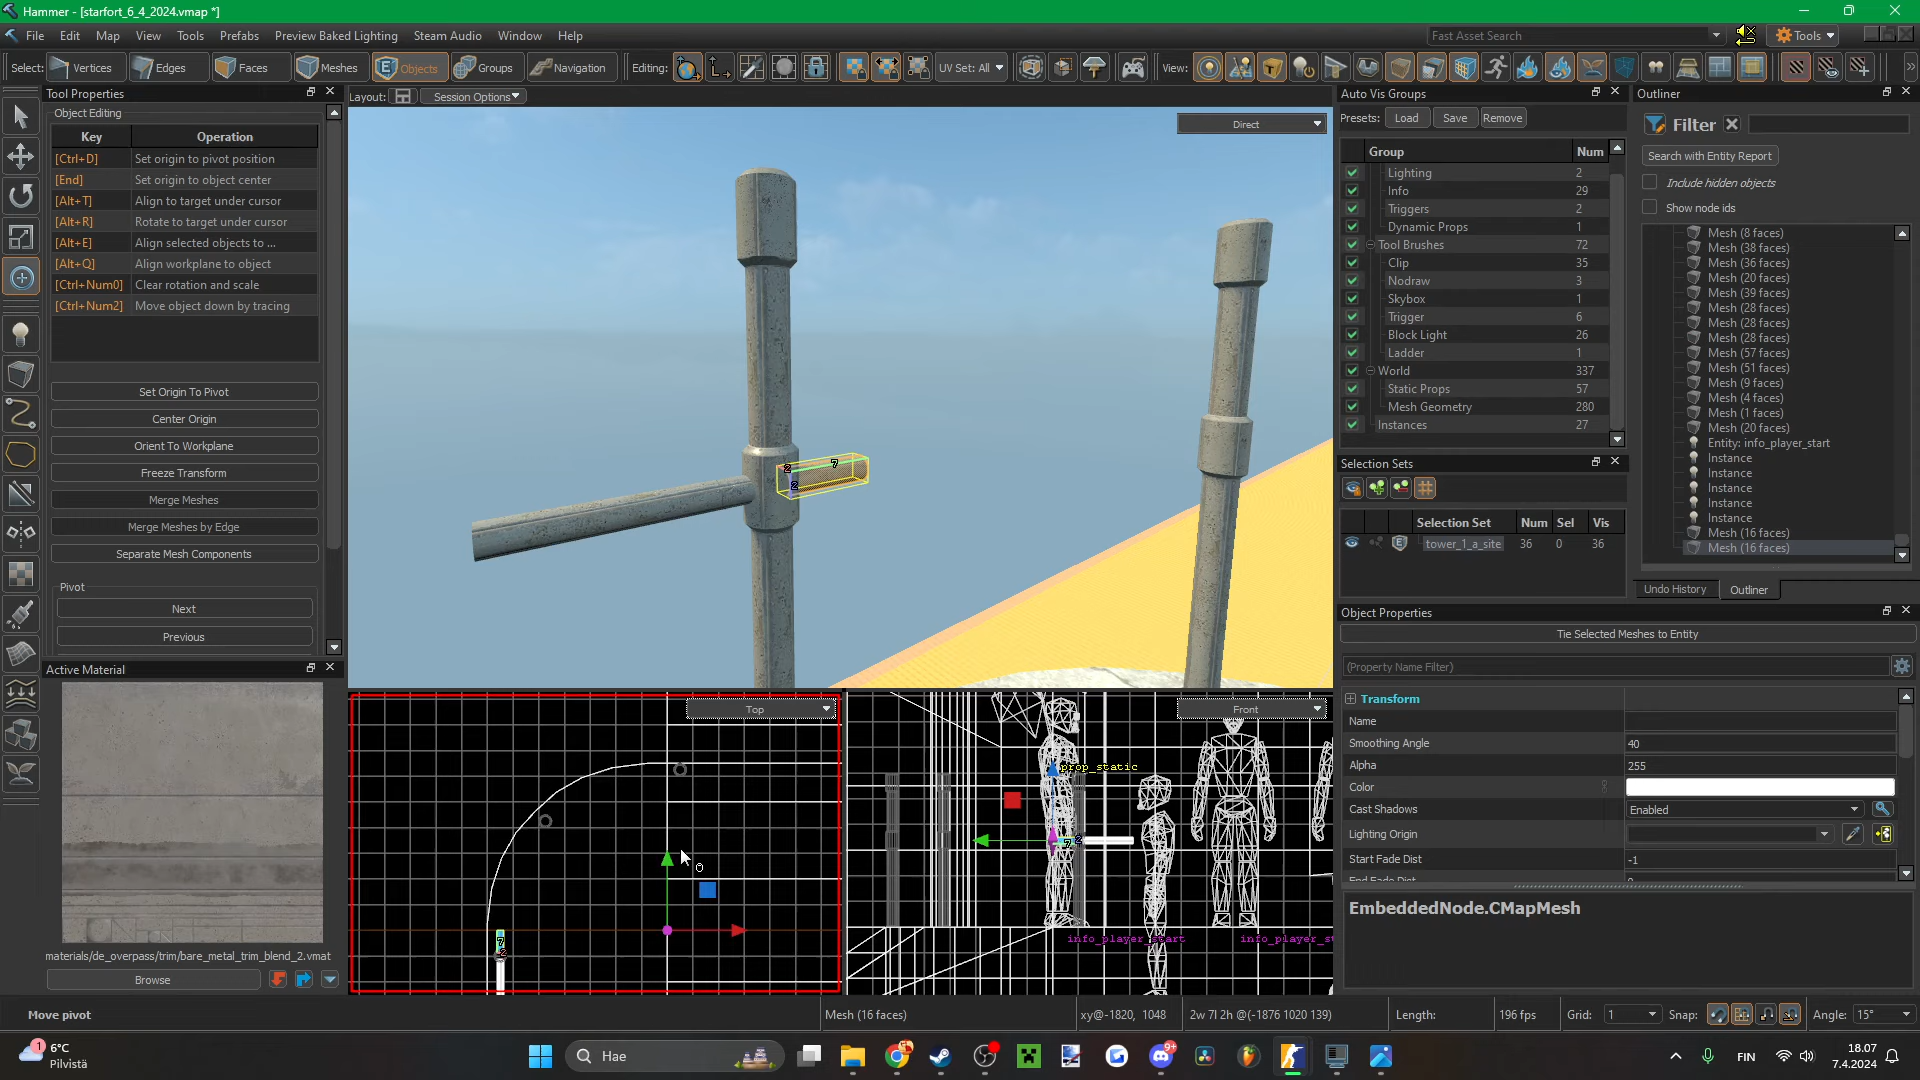 Hammer - [starfort_6_4_2024.vmap *]
File Edit Map View Tools Prefabs Preview Baked Lighting Steam Audio Window Help
Fast Asset Search
Tools
Select: Vertices Edges Faces Meshes Objects Groups Navigation Editing: UV Set: All View:
Tool Properties
Object Editing
Key Operation
[Ctrl+D] Set origin to pivot position
[End] Set origin to object center
[Alt+T] Align to target under cursor
[Alt+R] Rotate to target under cursor
[Alt+E] Align selected objects to ...
[Alt+Q] Align workplane to object
[Ctrl+Num0] Clear rotation and scale
[Ctrl+Num2] Move object down by tracing
Set Origin To Pivot
Center Origin
Orient To Workplane
Freeze Transform
Merge Meshes
Merge Meshes by Edge
Separate Mesh Components
Pivot
Next
Previous
Active Material
materials/de_overpass/trim/bare_metal_trim_blend_2.vmat
Browse
Layout: Session Options
Direct
2 7
2
Top
0
7
2
Front
prop_static
7 2
info_player_start
info_player_st
Auto Vis Groups
Presets: Load Save Remove
Group Num
Lighting 2
Info 29
Triggers 2
Dynamic Props 1
Tool Brushes 72
Clip 35
Nodraw 3
Skybox 1
Trigger 6
Block Light 26
Ladder 1
World 337
Static Props 57
Mesh Geometry 280
Instances 27
Selection Sets
Selection Set Num Sel Vis
tower_1_a_site 36 0 36
Outliner
Filter
Search with Entity Report
Include hidden objects
Show node ids
Mesh (8 faces)
Mesh (38 faces)
Mesh (36 faces)
Mesh (20 faces)
Mesh (39 faces)
Mesh (28 faces)
Mesh (28 faces)
Mesh (28 faces)
Mesh (57 faces)
Mesh (51 faces)
Mesh (9 faces)
Mesh (4 faces)
Mesh (1 faces)
Mesh (20 faces)
Entity: info_player_start
Instance
Instance
Instance
Instance
Instance
Mesh (16 faces)
Mesh (16 faces)
Undo History Outliner
Object Properties
Tie Selected Meshes to Entity
(Property Name Filter)
Transform
Name
Smoothing Angle 40
Alpha 255
Color
Cast Shadows Enabled
Lighting Origin
Start Fade Dist -1
End Fade Dist
EmbeddedNode.CMapMesh
Move pivot Mesh (16 faces) xy@-1820, 1048 2w 7l 2h @(-1876 1020 139) Length: 196 fps Grid: 1 Snap: Angle: 15°
1 6°C
Pilvistä
Hae
9+
FIN
18.07
7.4.2024